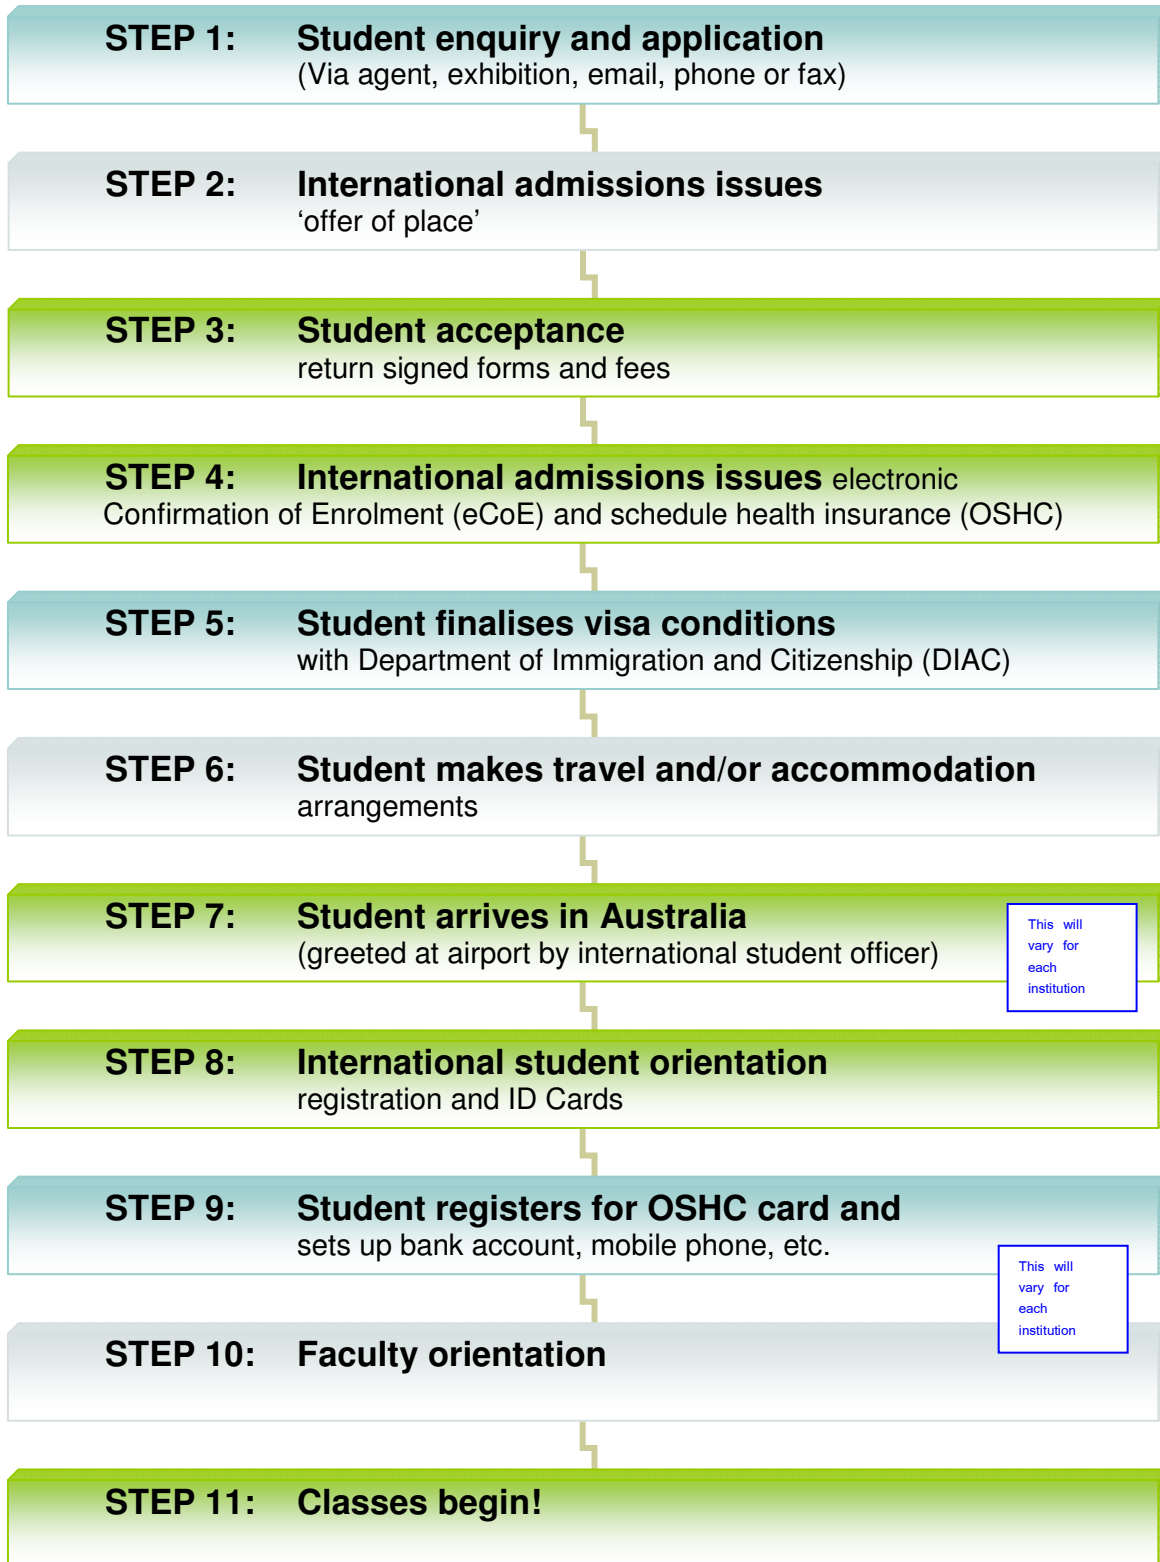 STEP 1: Student enquiry and application
(Via agent, exhibition, email, phone or fax)
STEP 2: International admissions issues
‘offer of place’
STEP 3: Student acceptance
return signed forms and fees
STEP 4: International admissions issues electronic
Confirmation of Enrolment (eCoE) and schedule health insurance (OSHC)
STEP 5: Student finalises visa conditions
with Department of Immigration and Citizenship (DIAC)
STEP 6: Student makes travel and/or accommodation
arrangements
STEP 7: Student arrives in Australia
(greeted at airport by international student officer)
This will
vary for
each
institution
STEP 8: International student orientation
registration and ID Cards
STEP 9: Student registers for OSHC card and
sets up bank account, mobile phone, etc.
This will
vary for
each
institution
STEP 10: Faculty orientation
STEP 11: Classes begin!